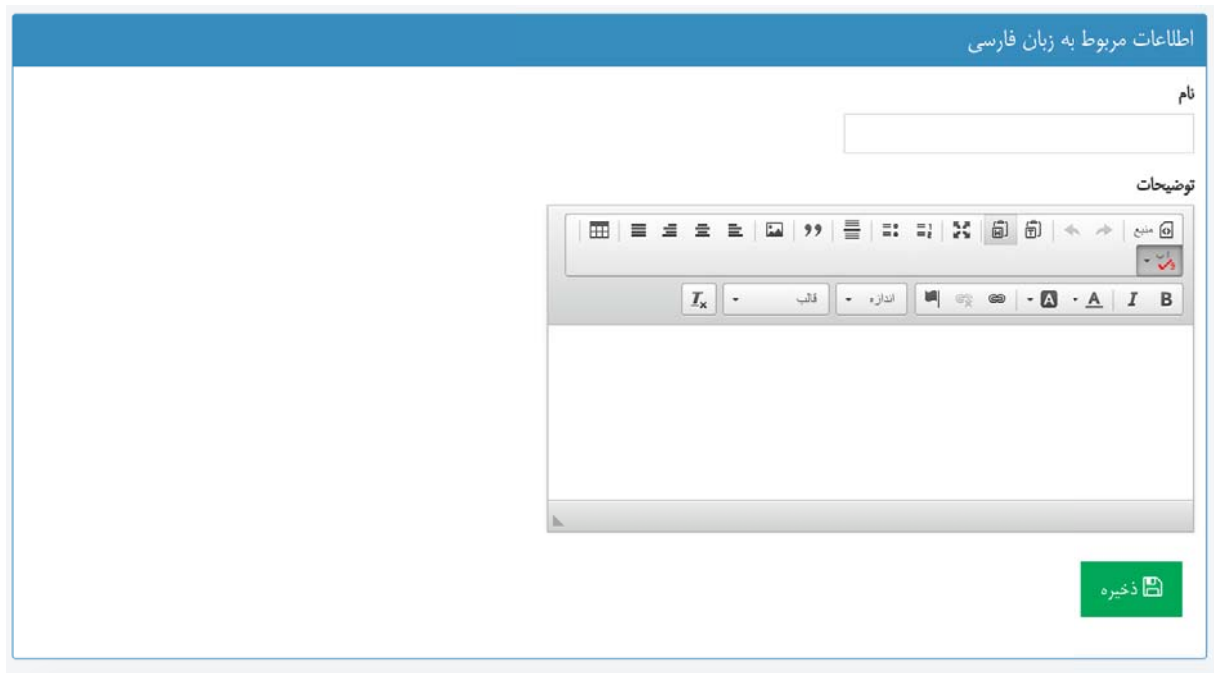 اطلاعات مربوط به زبان فارسی
نام
توضیحات
منبع
B I A A اندازه قالب
ذخیره